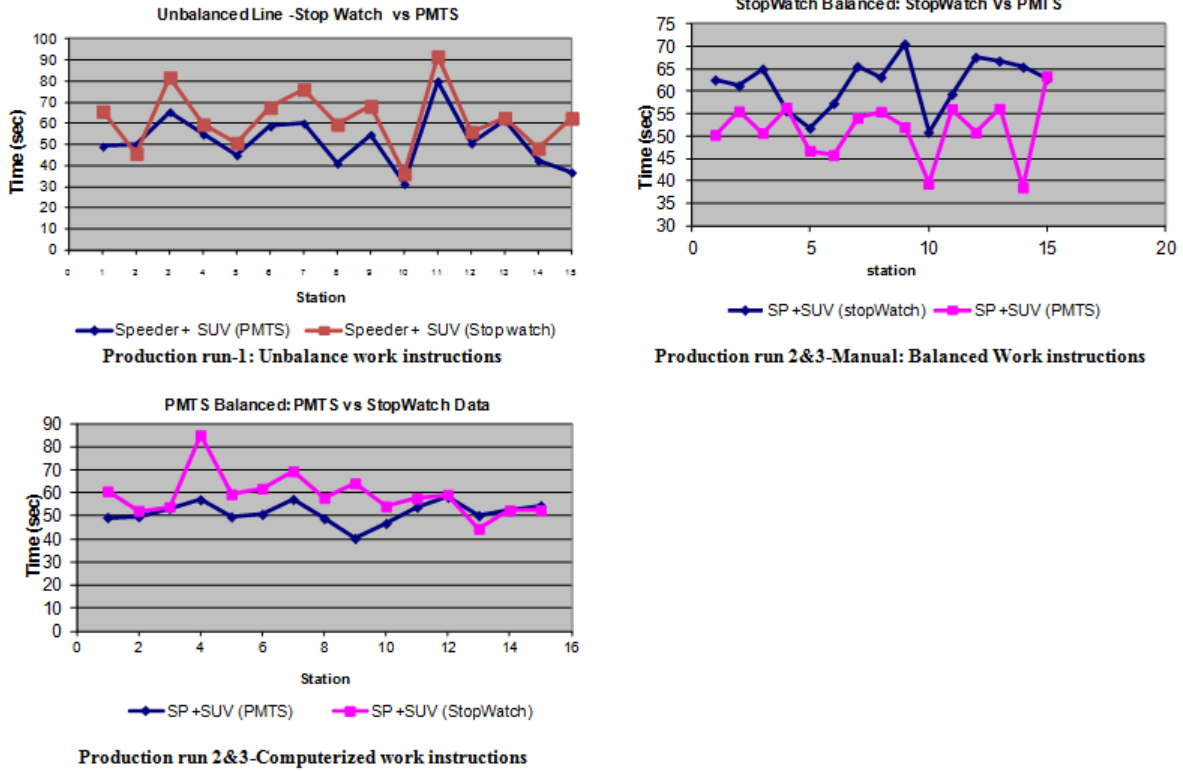 Unbalanced Line -Stop Watch vs PMTS
100
90
80
70
60
50
40
30
20
10
0
Time (sec)
0 1 2 3 4 5 6 7 8 9 10 11 12 13 14 15
Station
Speeder + SUV (PMTS) Speeder + SUV (Stopwatch)
Production run-1: Unbalance work instructions
StopWatch Balanced: StopWatch Vs PMTS
75
70
65
60
55
50
45
40
35
30
Time (sec)
0 5 10 15 20
station
SP +SUV (stopWatch) SP +SUV (PMTS)
Production run 2&3-Manual: Balanced Work instructions
PMTS Balanced: PMTS vs StopWatch Data
90
80
70
60
50
40
30
20
10
0
Time (sec)
0 2 4 6 8 10 12 14 16
Station
SP +SUV (PMTS) SP +SUV (StopWatch)
Production run 2&3-Computerized work instructions